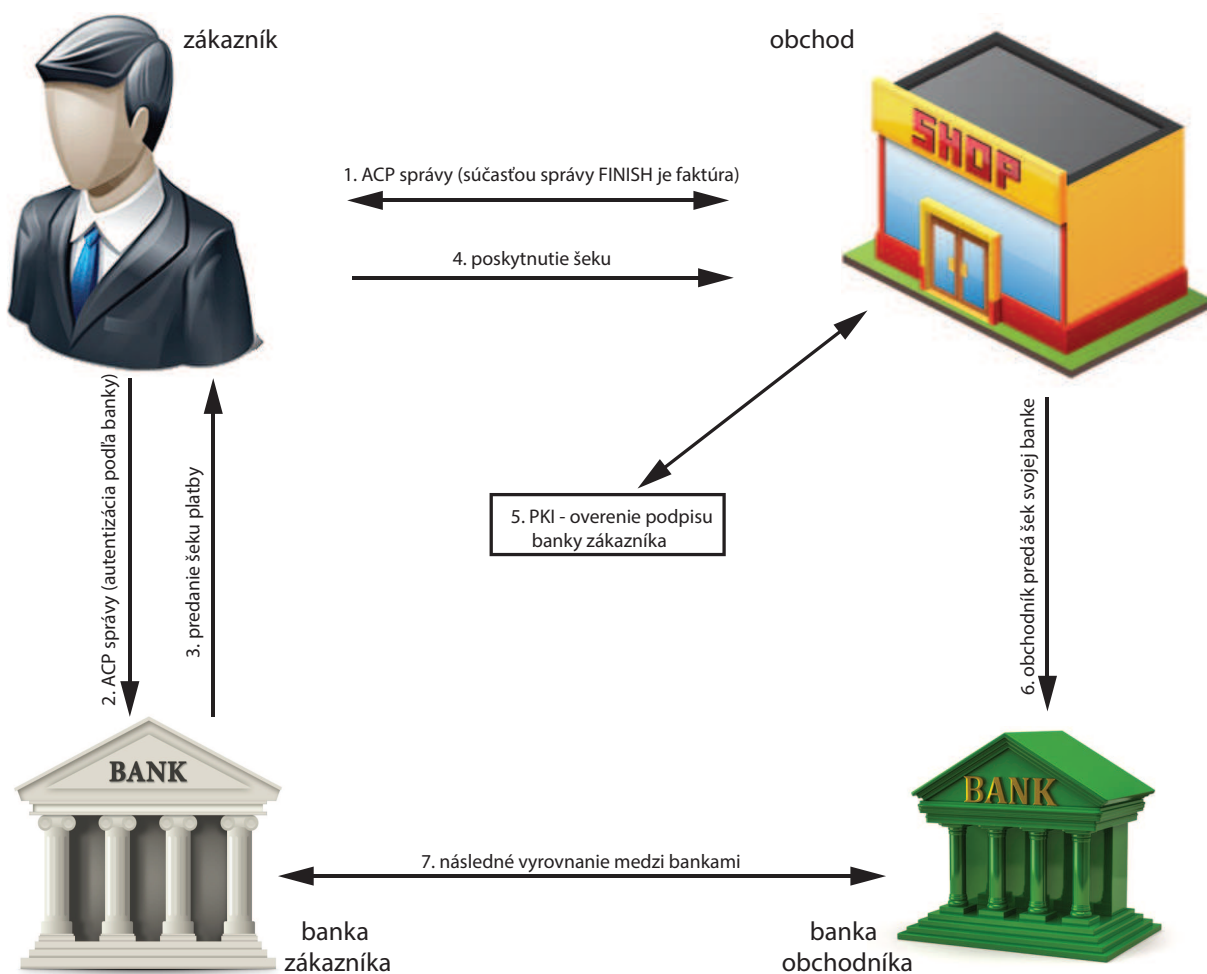 zákazník
obchod
SHOP
1. ACP správy (súčasťou správy FINISH je faktúra)
4. poskytnutie šeku
2. ACP správy (autentizácia podľa banky)
3. predanie šeku platby
5. PKI - overenie podpisu
banky zákazníka
6. obchodník predá šek svojej banke
BANK
BANK
7. následné vyrovnanie medzi bankami
banka
zákazníka
banka
obchodníka